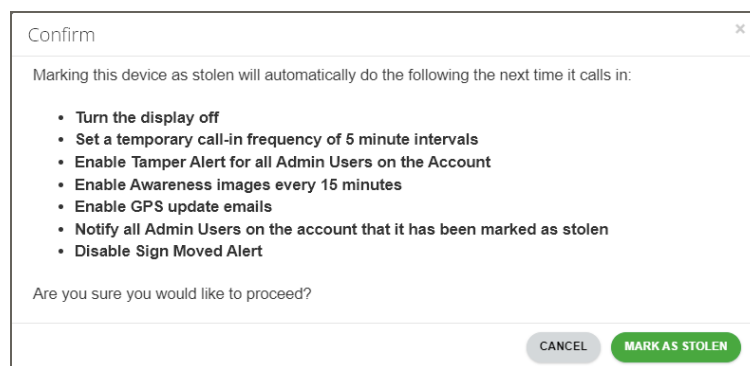 Confirm
×
Marking this device as stolen will automatically do the following the next time it calls in:
• Turn the display off
• Set a temporary call-in frequency of 5 minute intervals
• Enable Tamper Alert for all Admin Users on the Account
• Enable Awareness images every 15 minutes
• Enable GPS update emails
• Notify all Admin Users on the account that it has been marked as stolen
• Disable Sign Moved Alert
Are you sure you would like to proceed?
CANCEL MARK AS STOLEN